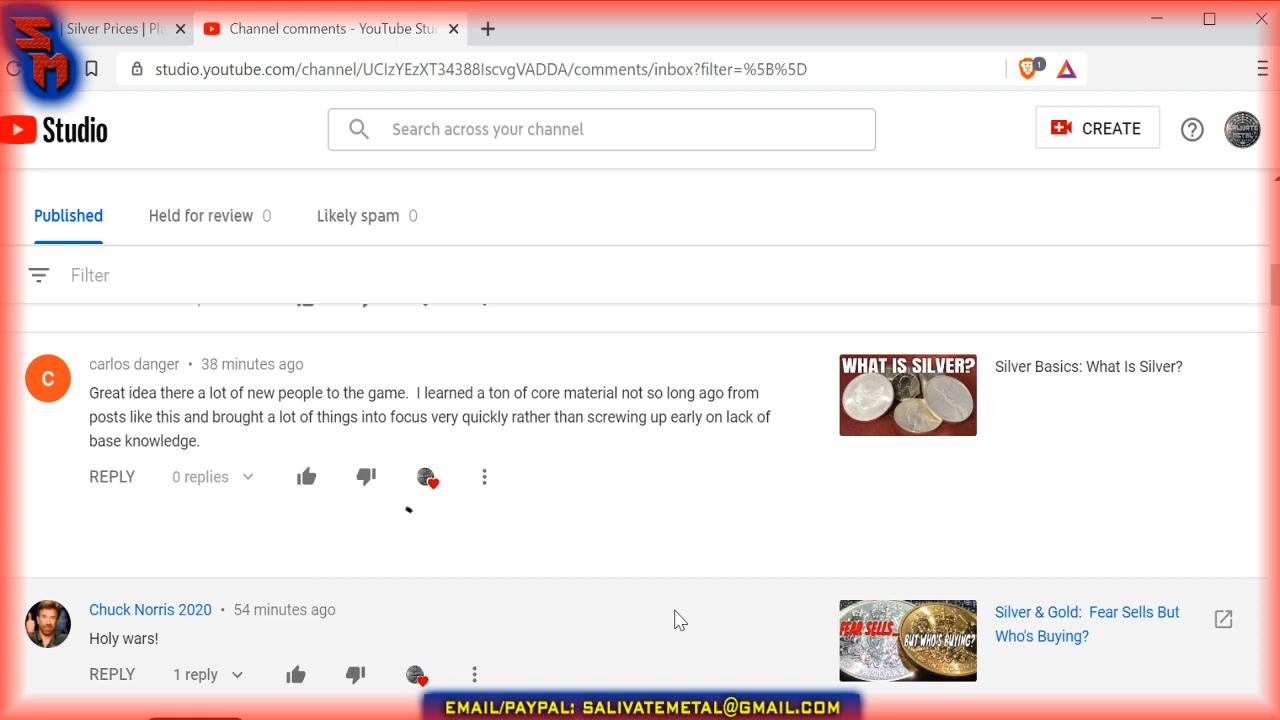 SM
Silver Prices | Pl
Channel comments - YouTube Stu
studio.youtube.com/channel/UClzYEzXT34388IscvgVADDA/comments/inbox?filter=%5B%5D
1
Studio
Search across your channel
CREATE
Published
Held for review 0
Likely spam 0
Filter
carlos danger • 38 minutes ago
Great idea there a lot of new people to the game. I learned a ton of core material not so long ago from
posts like this and brought a lot of things into focus very quickly rather than screwing up early on lack of
base knowledge.
REPLY 0 replies
C
WHAT IS SILVER?
Silver Basics: What Is Silver?
Chuck Norris 2020 • 54 minutes ago
Holy wars!
REPLY 1 reply
FEAR SELLS...
BUT WHO'S BUYING?
Silver & Gold: Fear Sells But
Who's Buying?
EMAIL/PAYPAL: SALIVATEMETAL@GMAIL.COM